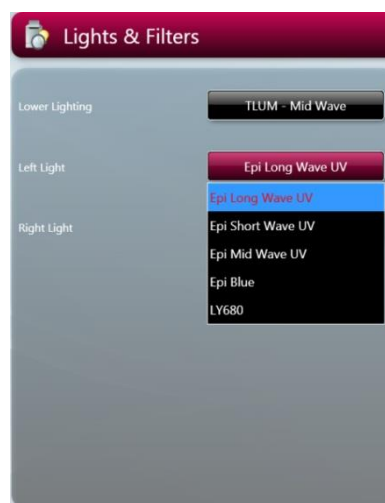 Lights & Filters
Lower Lighting
TLUM - Mid Wave
Left Light
Epi Long Wave UV
Epi Long Wave UV
Epi Short Wave UV
Right Light
Epi Mid Wave UV
Epi Blue
LY680